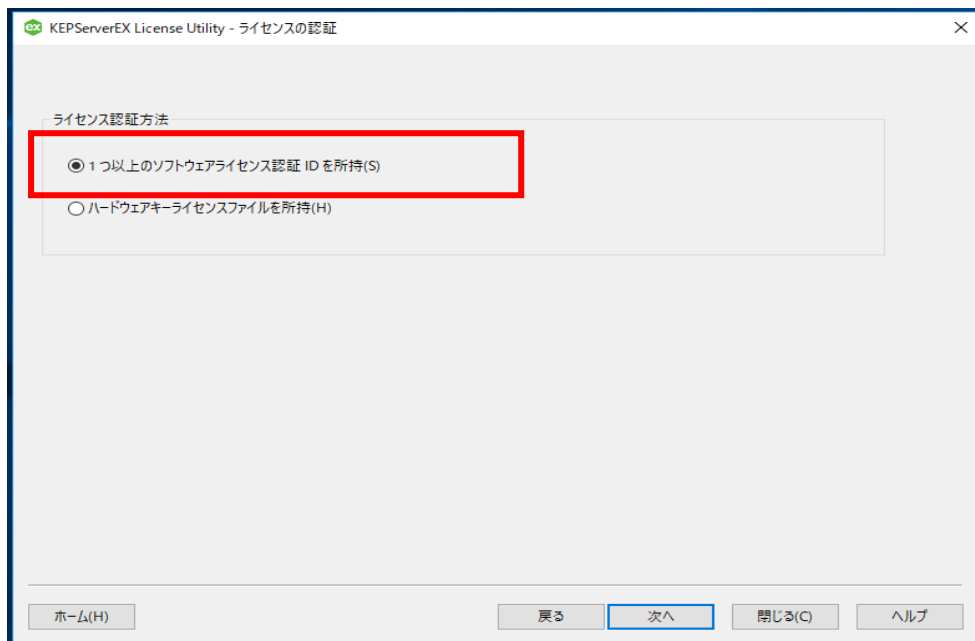 ex KEPServerEX License Utility - ライセンスの認証
ライセンス認証方法
1 つ以上のソフトウェアライセンス認証 ID を所持(S)
ハードウェアキーライセンスファイルを所持(H)
ホーム(H) 戻る 次へ 閉じる(C) ヘルプ